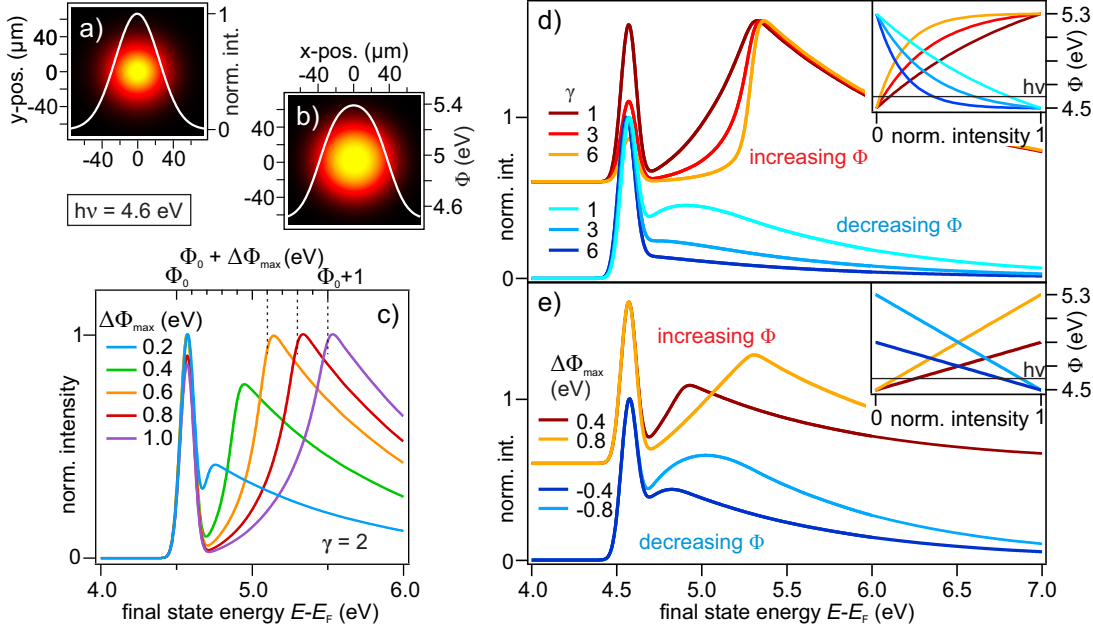 a)
x-pos. (µm)
-40 0 40
y-pos. (µm)
40
0
-40
-60
0
60
norm. int.
1
0
b)
x-pos. (µm)
-40 0 40
40
0
-40
Φ (eV)
5.4
5
4.6
hν = 4.6 eV
c)
Φ₀ + ΔΦmax (eV)
Φ₀
Φ₀+1
ΔΦmax (eV)
0.2
0.4
0.6
0.8
1.0
γ = 2
norm. intensity
1
0
4.0 5.0 6.0
final state energy E-EF (eV)
d)
γ
1
3
6
increasing Φ
1
3
6
decreasing Φ
norm. int.
1
0
hν
Φ (eV)
5.3
4.5
0 norm. intensity 1
e)
increasing Φ
ΔΦmax
(eV)
0.4
0.8
-0.4
-0.8
decreasing Φ
norm. int.
1
0
hν
Φ (eV)
5.3
4.5
0 norm. intensity 1
4.0 4.5 5.0 5.5 6.0 6.5 7.0
final state energy E-EF (eV)